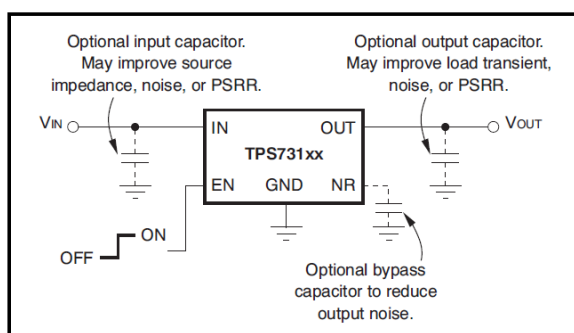 Optional input capacitor.
May improve source
impedance, noise, or PSRR.
Optional output capacitor.
May improve load transient,
noise, or PSRR.
VIN
IN
OUT
VOUT
TPS731xx
EN
GND
NR
ON
OFF
Optional bypass
capacitor to reduce
output noise.